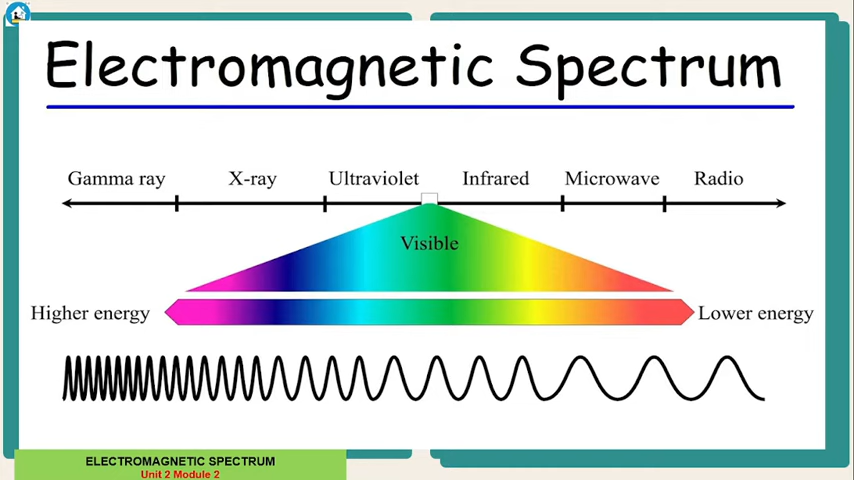 Electromagnetic Spectrum
Gamma ray X-ray Ultraviolet Infrared Microwave Radio
Visible
Higher energy Lower energy
ELECTROMAGNETIC SPECTRUM
Unit 2 Module 2